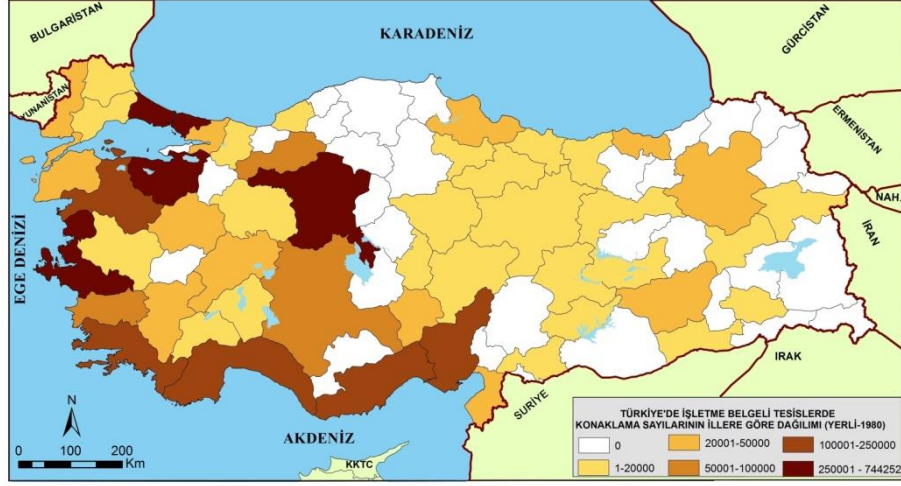 BULGARİSTAN
KARADENİZ
GÜRCİSTAN
YUNANİSTAN
ERMENİSTAN
NAH.
İRAN
EGE DENİZİ
IRAK
SURİYE
AKDENİZ
KKTC
N
0 100 200
Km
TÜRKİYE'DE İŞLETME BELGELİ TESİSLERDE
KONAKLAMA SAYILARININ İLLERE GÖRE DAĞILIMI (YERLİ-1980)
0 20001-50000 100001-250000
1-20000 50001-100000 250001 - 744252